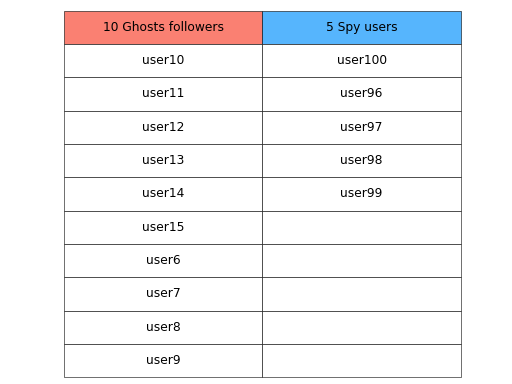 10 Ghosts followers 5 Spy users
user10 user100
user11 user96
user12 user97
user13 user98
user14 user99
user15
user6
user7
user8
user9